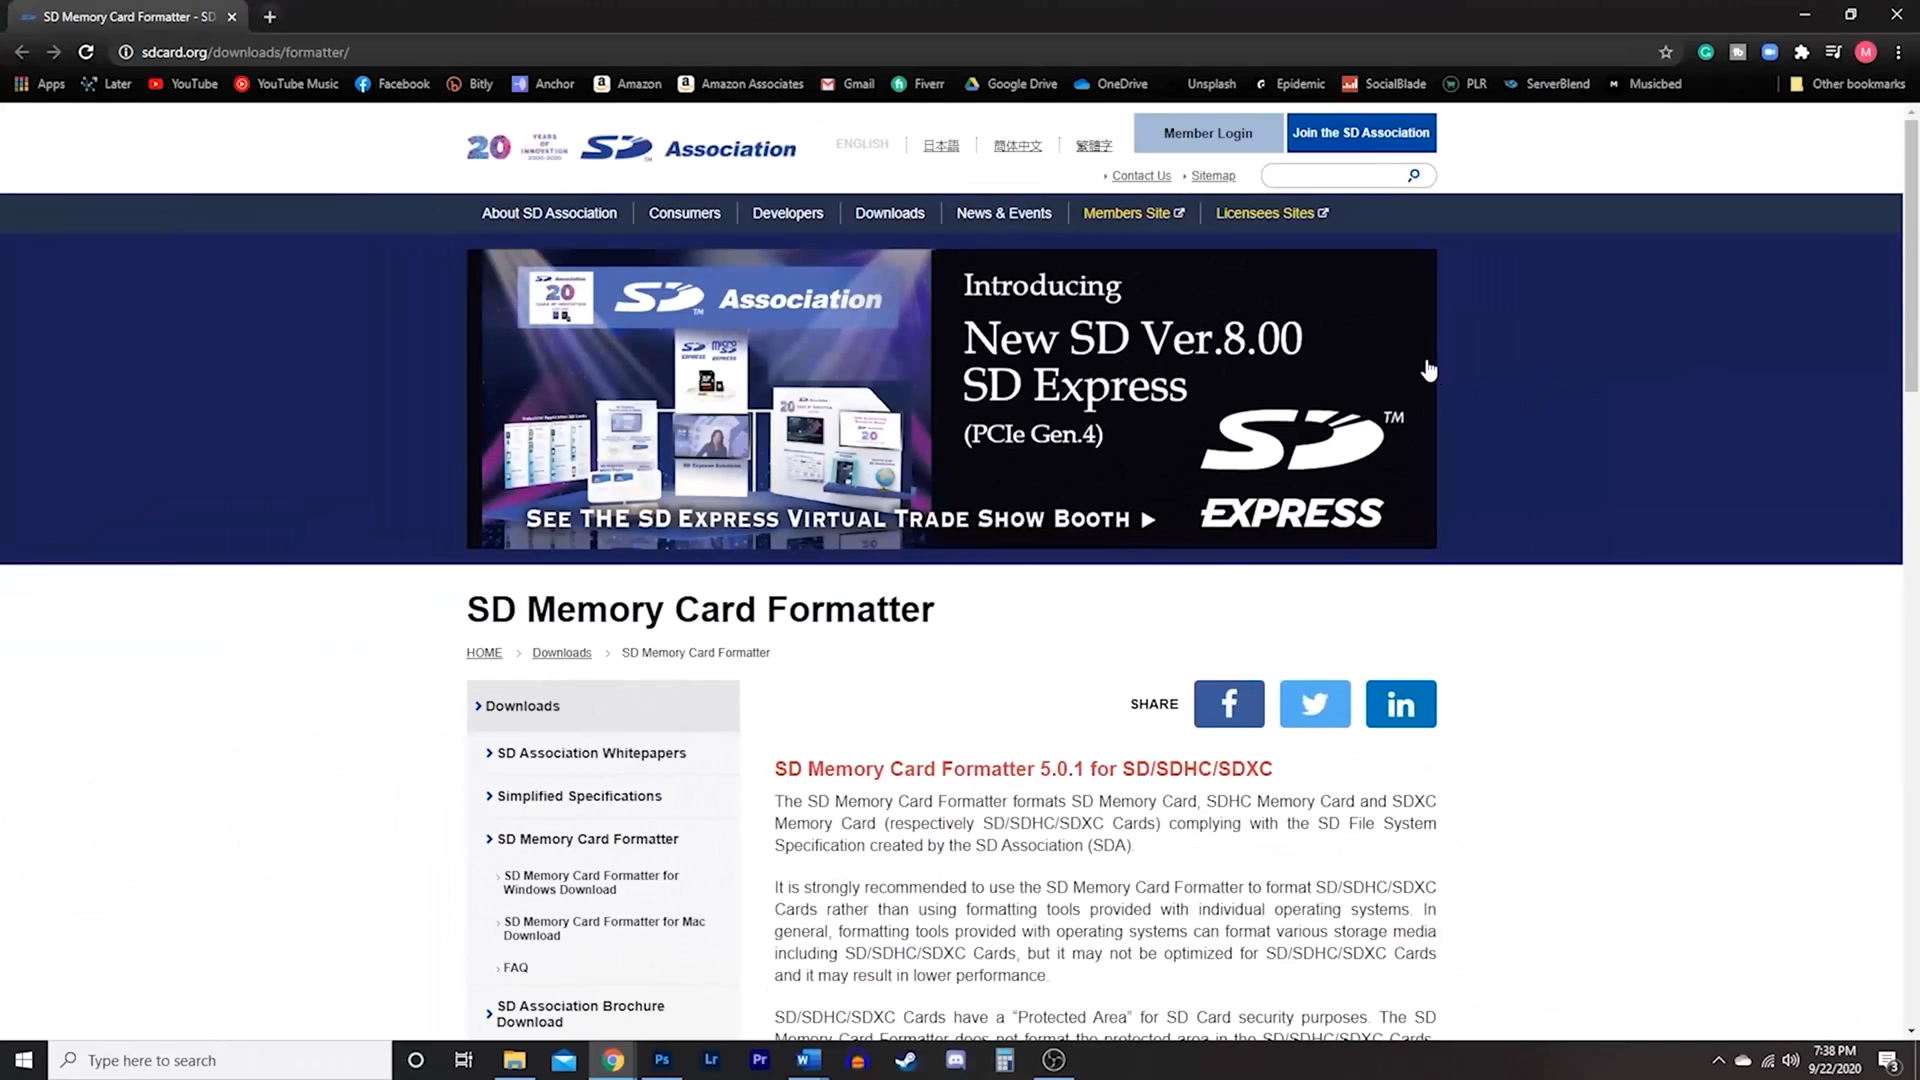 SD Memory Card Formatter - SD
sdcard.org/downloads/formatter/
M
Apps Later YouTube YouTube Music Facebook Bitly Anchor Amazon Amazon Associates Gmail Fiverr Google Drive OneDrive Unsplash Epidemic SocialBlade PLR ServerBlend Musicbed Other bookmarks
20 YEARS OF INNOVATION 2000-2020 SD Association
ENGLISH 日本語 简体中文 繁體字
Member Login Join the SD Association
Contact Us Sitemap
About SD Association Consumers Developers Downloads News & Events Members Site Licensees Sites
20 SD Association
SD EXPRESS microSD EXPRESS
20
Introducing
New SD Ver.8.00
SD Express
(PCIe Gen.4)
SD TM
EXPRESS
SEE THE SD EXPRESS VIRTUAL TRADE SHOW BOOTH
SD Memory Card Formatter
HOME > Downloads > SD Memory Card Formatter
Downloads
SD Association Whitepapers
Simplified Specifications
SD Memory Card Formatter
SD Memory Card Formatter for
Windows Download
SD Memory Card Formatter for Mac
Download
FAQ
SD Association Brochure
Download
SHARE f in
SD Memory Card Formatter 5.0.1 for SD/SDHC/SDXC
The SD Memory Card Formatter formats SD Memory Card, SDHC Memory Card and SDXC
Memory Card (respectively SD/SDHC/SDXC Cards) complying with the SD File System
Specification created by the SD Association (SDA).
It is strongly recommended to use the SD Memory Card Formatter to format SD/SDHC/SDXC
Cards rather than using formatting tools provided with individual operating systems. In
general, formatting tools provided with operating systems can format various storage media
including SD/SDHC/SDXC Cards, but it may not be optimized for SD/SDHC/SDXC Cards
and it may result in lower performance.
SD/SDHC/SDXC Cards have a “Protected Area” for SD Card security purposes. The SD
Memory Card Formatter does not format the protected area in the SD/SDHC/SDXC Cards.
Type here to search
Ps Lr Pr W
7:38 PM
9/22/2020
3